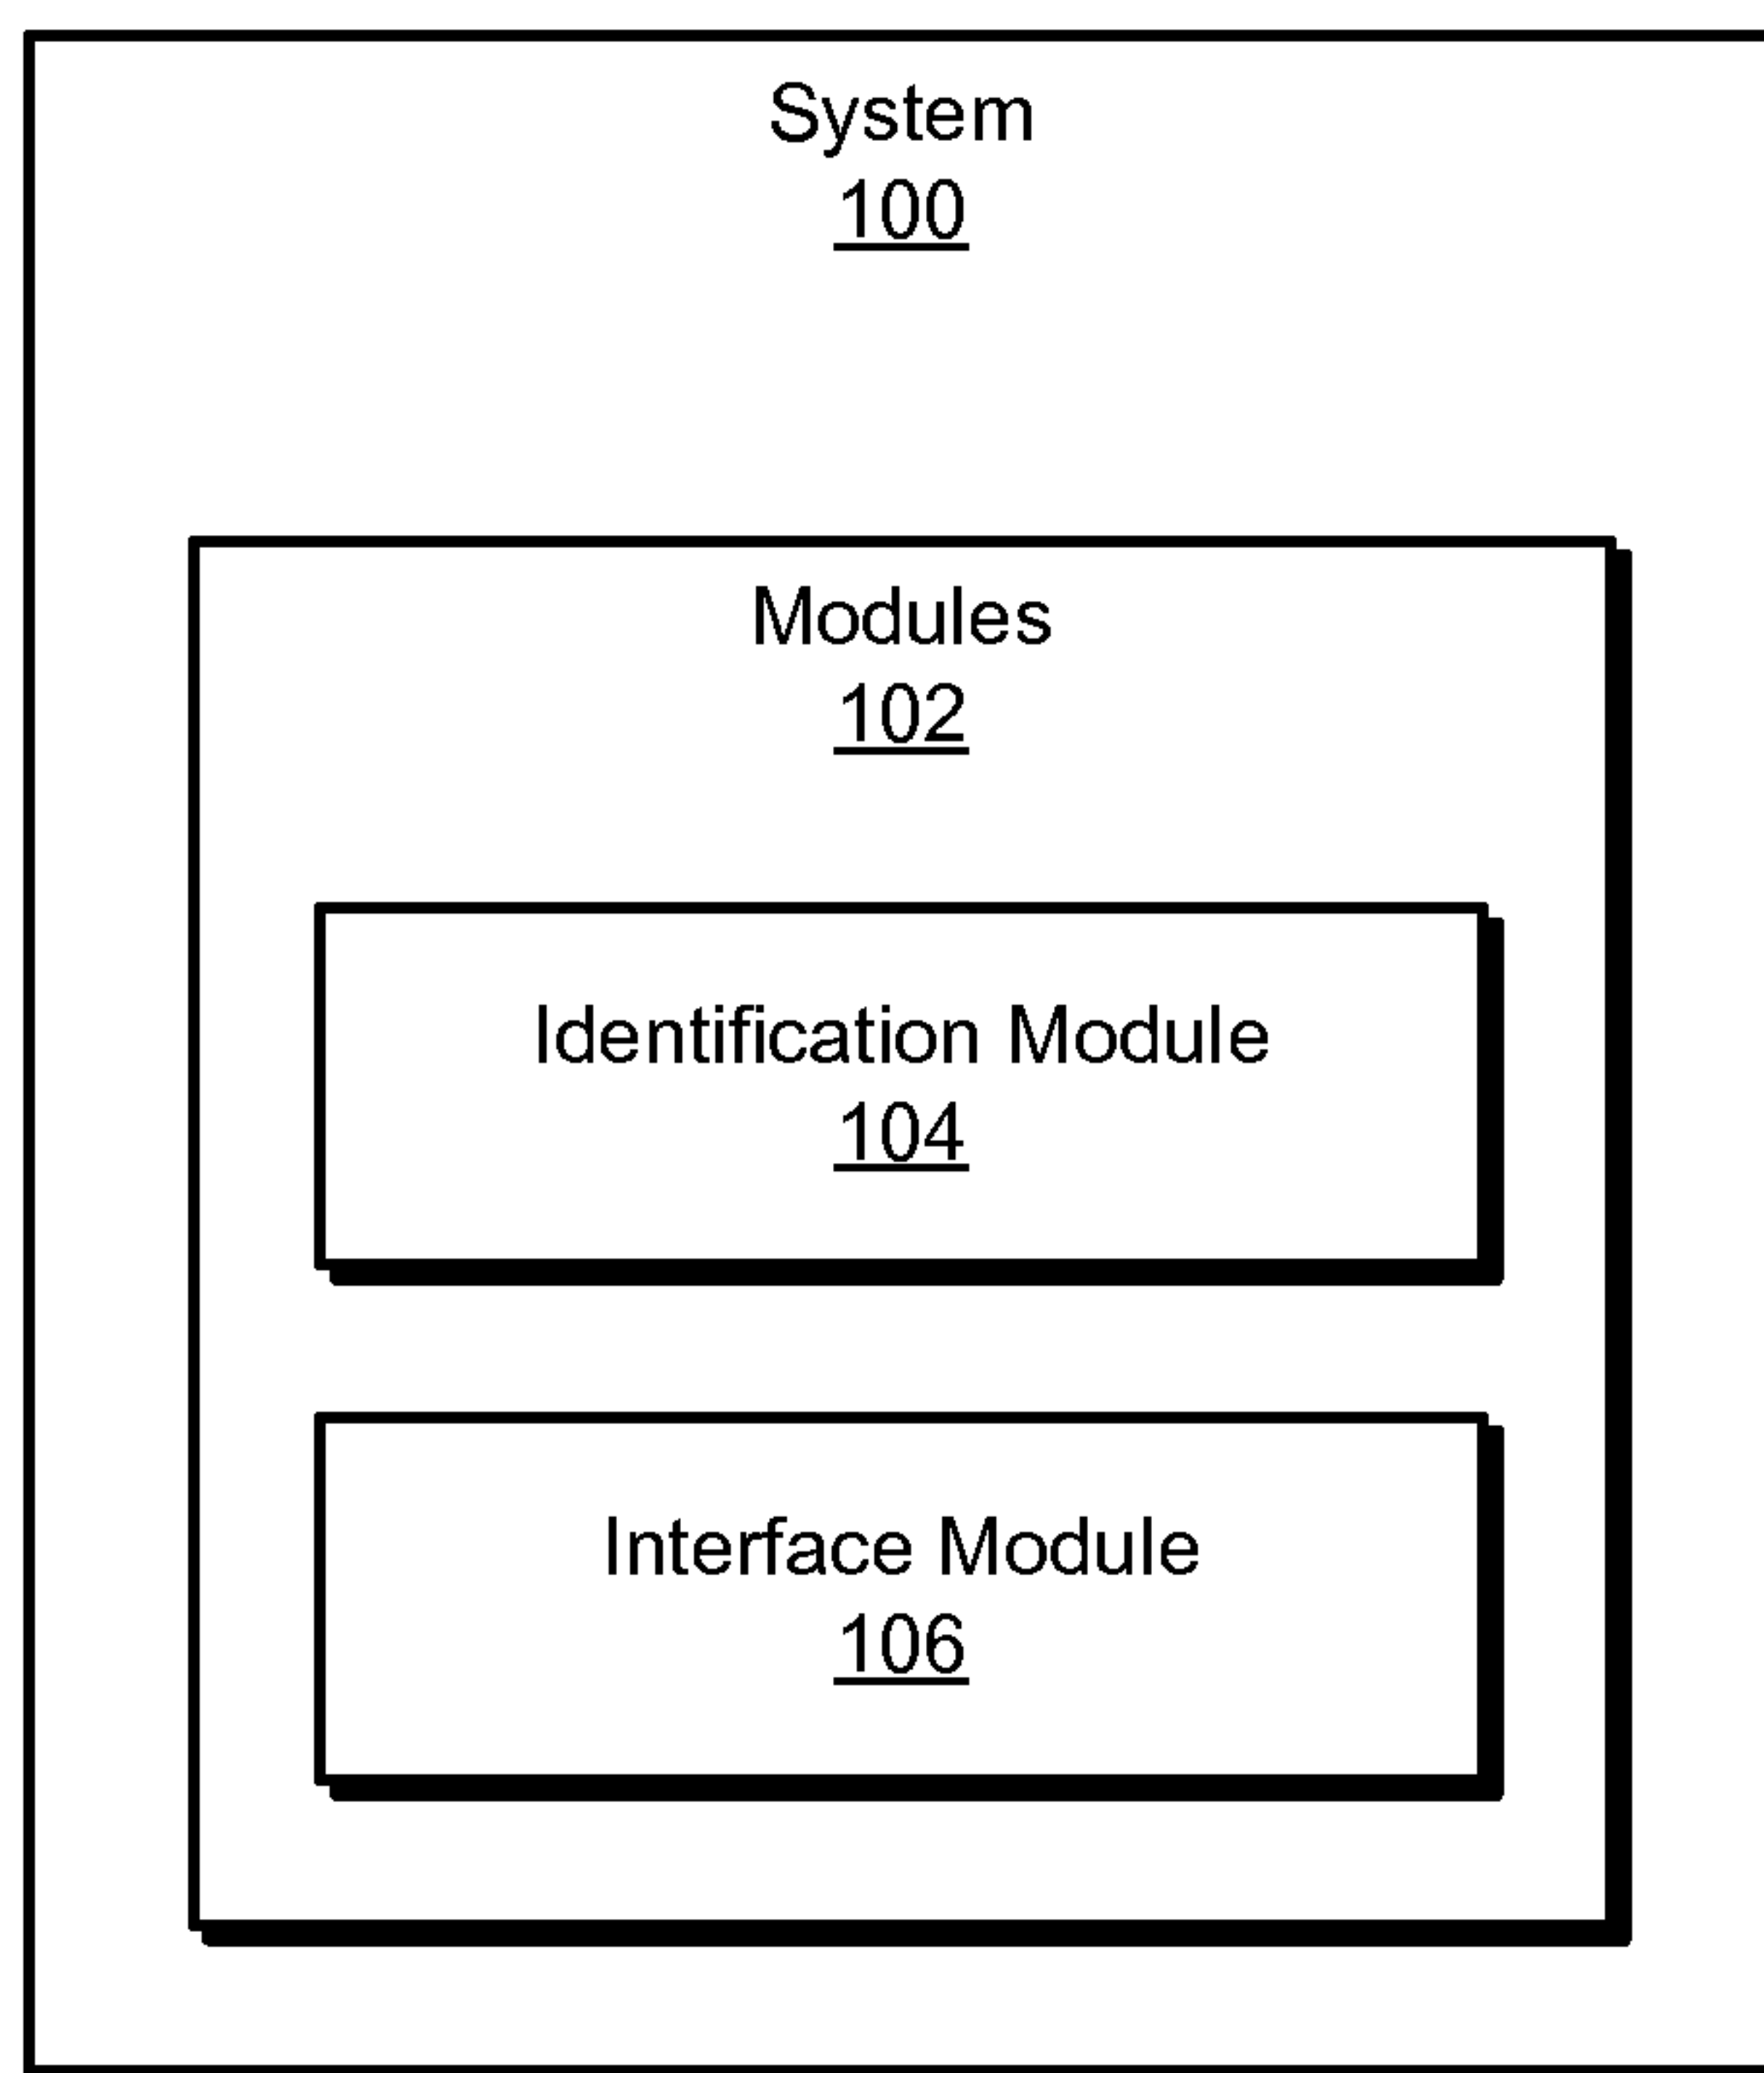 System
100
Modules
102
Identification Module
104
Interface Module
106